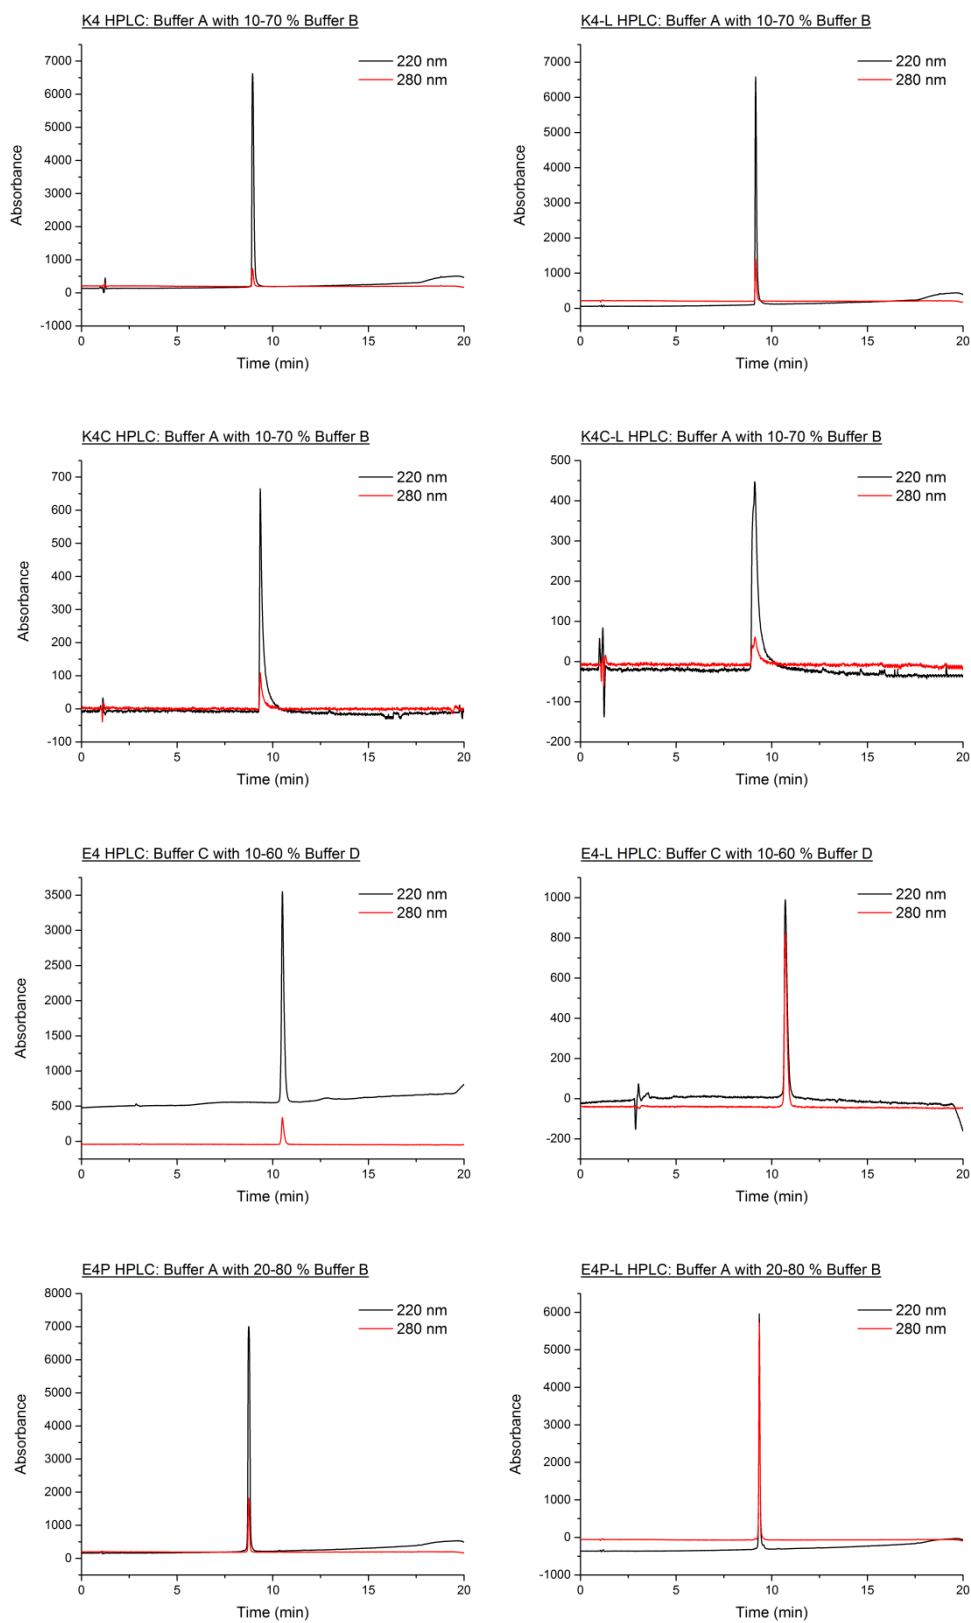 K4 HPLC: Buffer A with 10-70 % Buffer B
220 nm
280 nm
7000
6000
5000
4000
3000
2000
1000
0
-1000
Absorbance
0 5 10 15 20
Time (min)
K4-L HPLC: Buffer A with 10-70 % Buffer B
220 nm
280 nm
7000
6000
5000
4000
3000
2000
1000
0
Absorbance
0 5 10 15 20
Time (min)
K4C HPLC: Buffer A with 10-70 % Buffer B
220 nm
280 nm
700
600
500
400
300
200
100
0
-100
Absorbance
0 5 10 15 20
Time (min)
K4C-L HPLC: Buffer A with 10-70 % Buffer B
220 nm
280 nm
500
400
300
200
100
0
-100
-200
Absorbance
0 5 10 15 20
Time (min)
E4 HPLC: Buffer C with 10-60 % Buffer D
220 nm
280 nm
3500
3000
2500
2000
1500
1000
500
0
Absorbance
0 5 10 15 20
Time (min)
E4-L HPLC: Buffer C with 10-60 % Buffer D
220 nm
280 nm
1000
800
600
400
200
0
-200
Absorbance
0 5 10 15 20
Time (min)
E4P HPLC: Buffer A with 20-80 % Buffer B
220 nm
280 nm
8000
7000
6000
5000
4000
3000
2000
1000
0
Absorbance
0 5 10 15 20
Time (min)
E4P-L HPLC: Buffer A with 20-80 % Buffer B
220 nm
280 nm
6000
5000
4000
3000
2000
1000
0
-1000
Absorbance
0 5 10 15 20
Time (min)